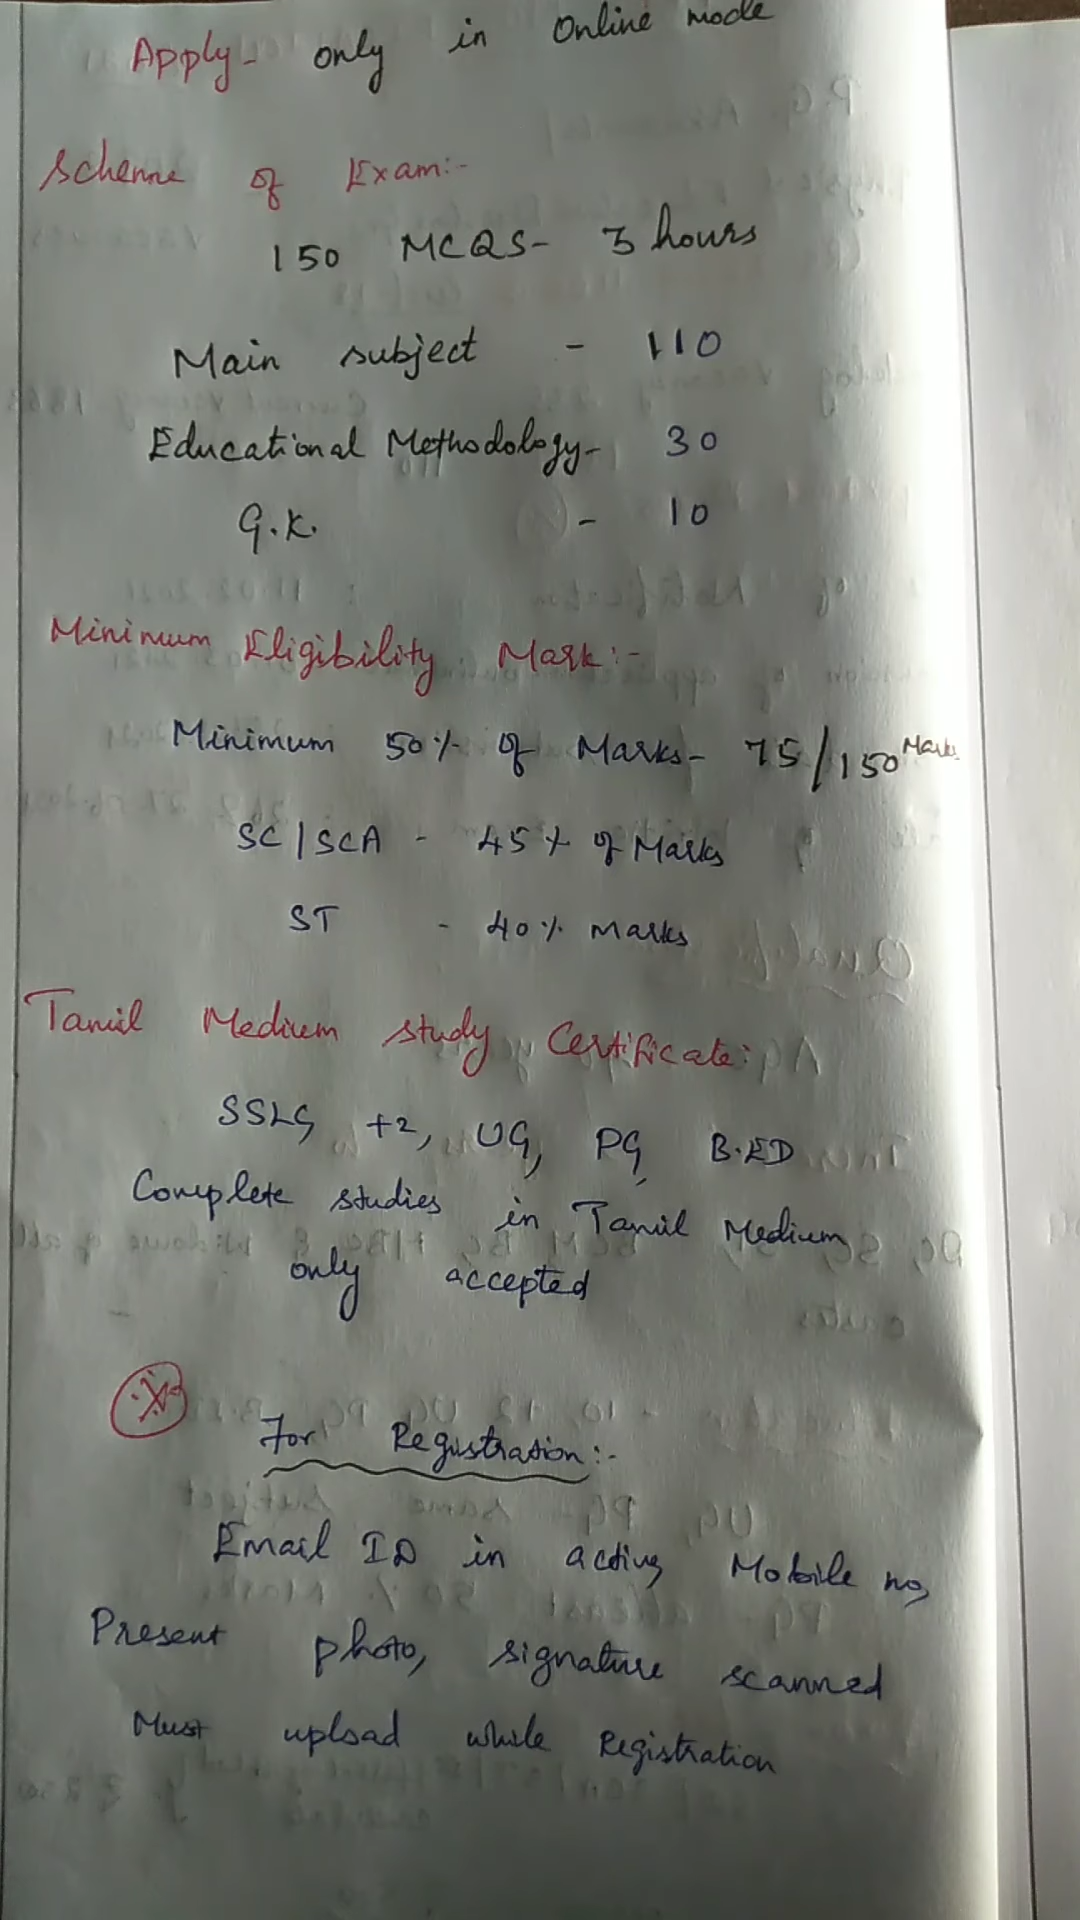 Apply- only in Online mode
Scheme of Exam:-
150 MCQS- 3 hours
Main subject - 110
Educational Methodology- 30
G.K. - 10
Minimum Eligibility Mark:-
Minimum 50% of Marks- 75/150 Marks
SC/SCA - 45% of Marks
ST - 40% Marks
Tamil Medium study Certificate:
SSLC, +2, UG, PG, B.ED
Complete studies in Tamil Medium
only accepted
For Registration:-
Email ID in active, Mobile no,
Present photo, signature scanned
Must upload while Registration